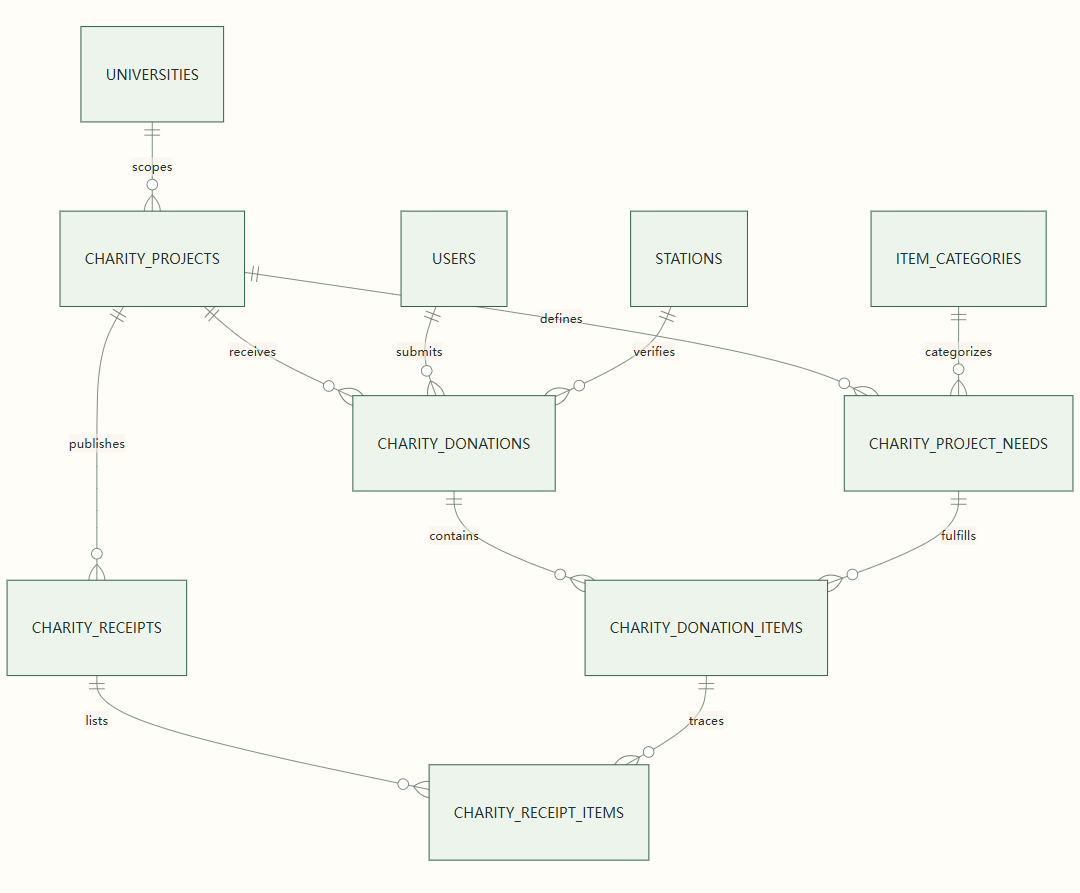 UNIVERSITIES
scopes
CHARITY_PROJECTS
USERS
STATIONS
ITEM_CATEGORIES
defines
receives
submits
verifies
categorizes
publishes
CHARITY_DONATIONS
CHARITY_PROJECT_NEEDS
contains
fulfills
CHARITY_RECEIPTS
CHARITY_DONATION_ITEMS
lists
traces
CHARITY_RECEIPT_ITEMS